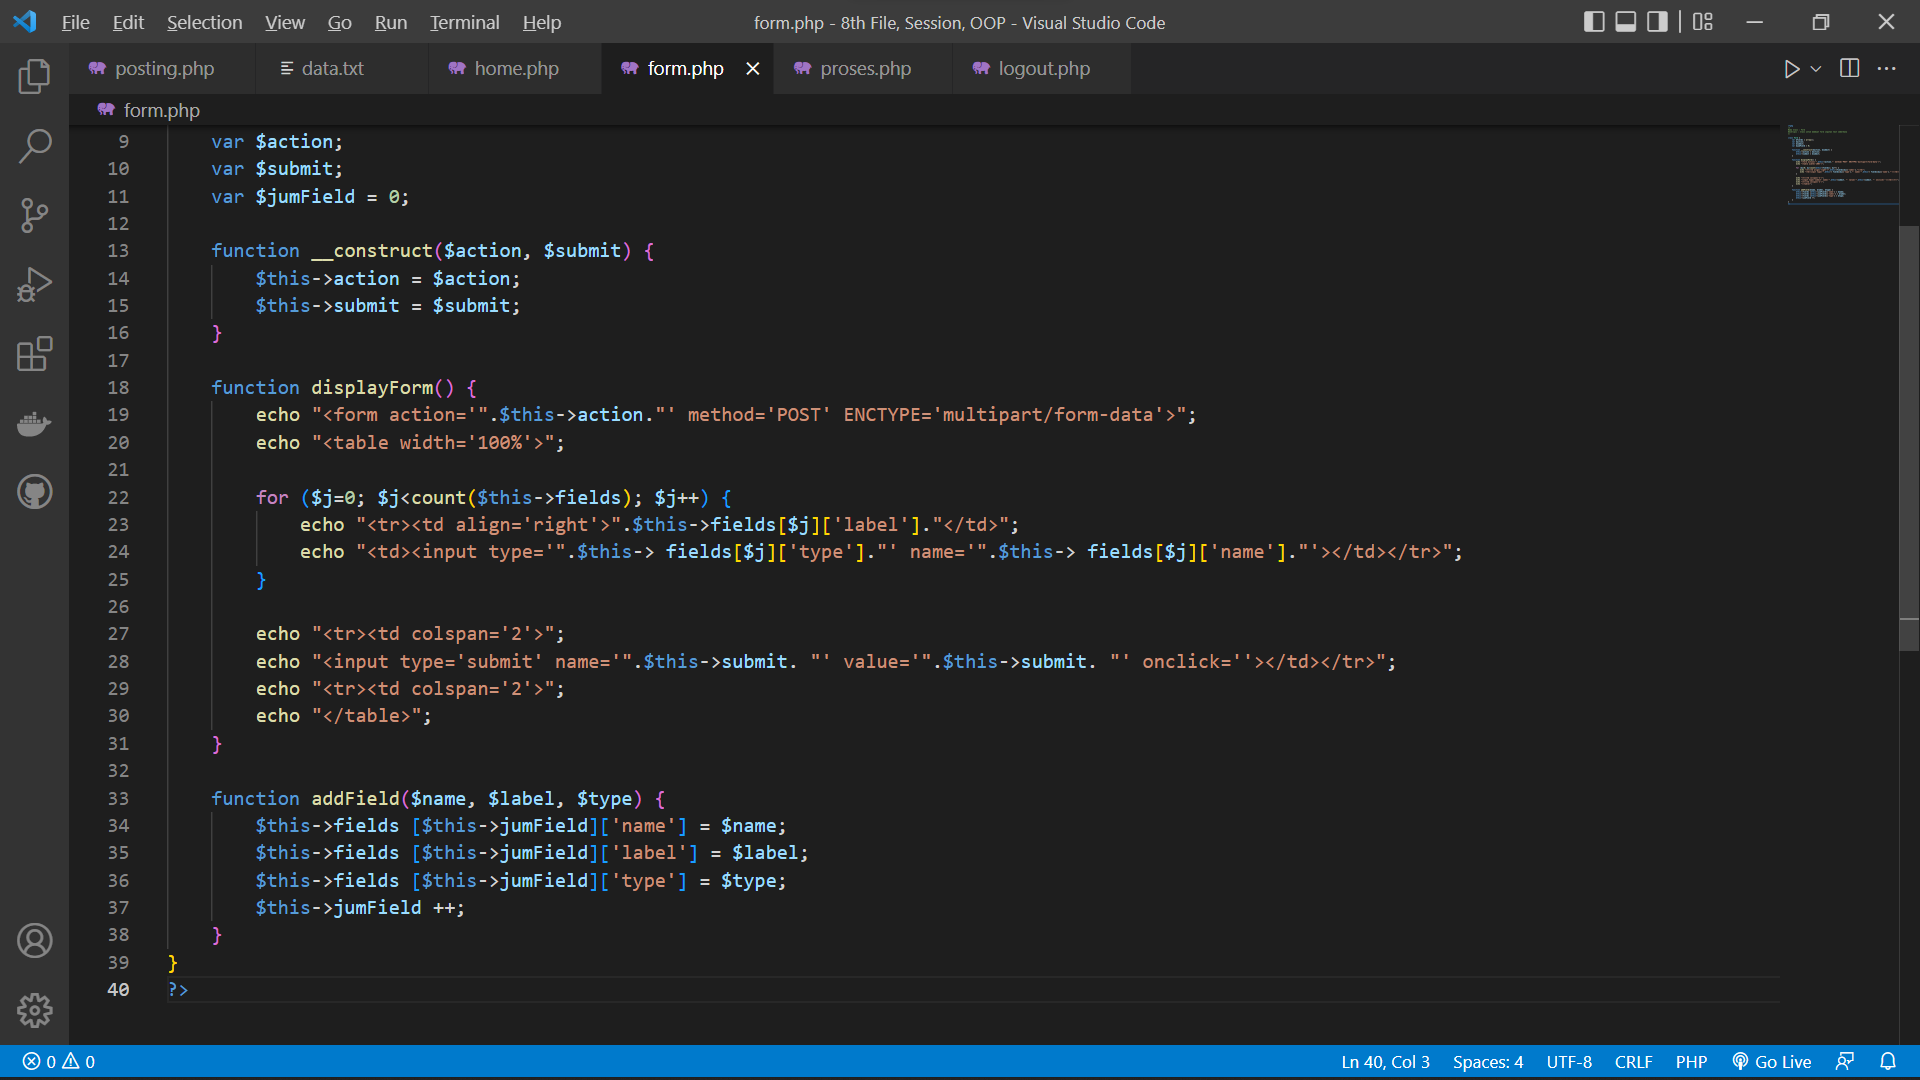 File Edit Selection View Go Run Terminal Help form.php - 8th File, Session, OOP - Visual Studio Code
posting.php data.txt home.php form.php proses.php logout.php
form.php
9 var $action;
10 var $submit;
11 var $jumField = 0;
12
13 function __construct($action, $submit) {
14 $this->action = $action;
15 $this->submit = $submit;
16 }
17
18 function displayForm() {
19 echo "<form action='".$this->action."' method='POST' ENCTYPE='multipart/form-data'>";
20 echo "<table width='100%'>";
21
22 for ($j=0; $j<count($this->fields); $j++) {
23 echo "<tr><td align='right'>".$this->fields[$j]['label']."</td>";
24 echo "<td><input type='".$this-> fields[$j]['type']."' name='".$this-> fields[$j]['name']."'></td></tr>";
25 }
26
27 echo "<tr><td colspan='2'>";
28 echo "<input type='submit' name='".$this->submit. "' value='".$this->submit. "' onclick=''></td></tr>";
29 echo "<tr><td colspan='2'>";
30 echo "</table>";
31 }
32
33 function addField($name, $label, $type) {
34 $this->fields [$this->jumField]['name'] = $name;
35 $this->fields [$this->jumField]['label'] = $label;
36 $this->fields [$this->jumField]['type'] = $type;
37 $this->jumField ++;
38 }
39 }
40 ?>
0 0 Ln 40, Col 3 Spaces: 4 UTF-8 CRLF PHP Go Live